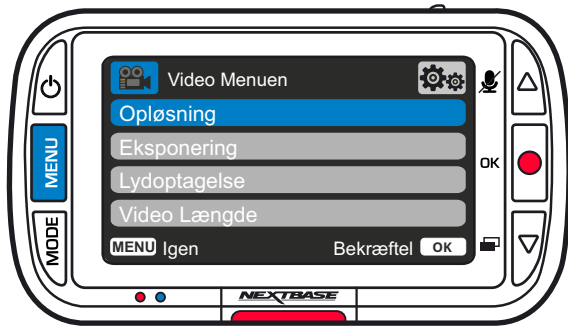 Video Menuen
Opløsning
Eksponering
Lydoptagelse
Video Længde
MENU Igen
Bekræftel OK
MENU
MODE
OK
NEXTBASE